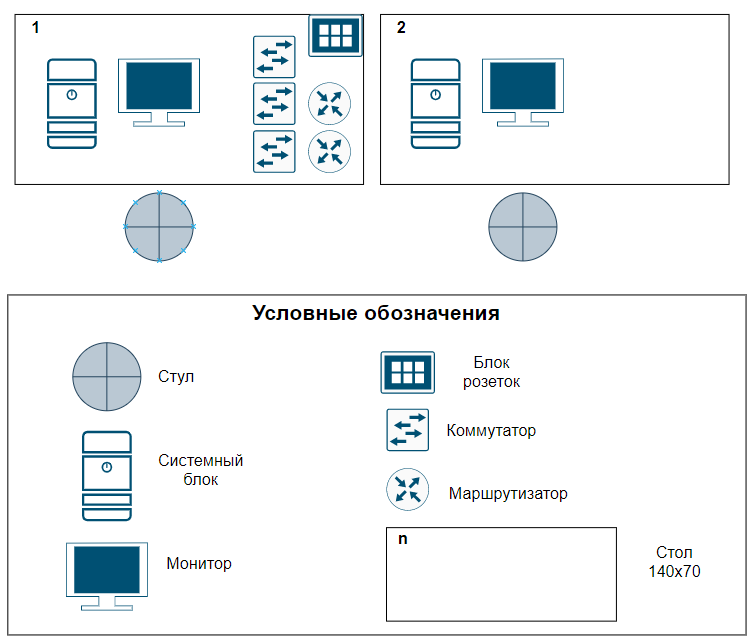 1
2
Условные обозначения
Стул
Блок
розеток
Коммутатор
Системный
блок
Маршрутизатор
n
Монитор
Стол
140x70